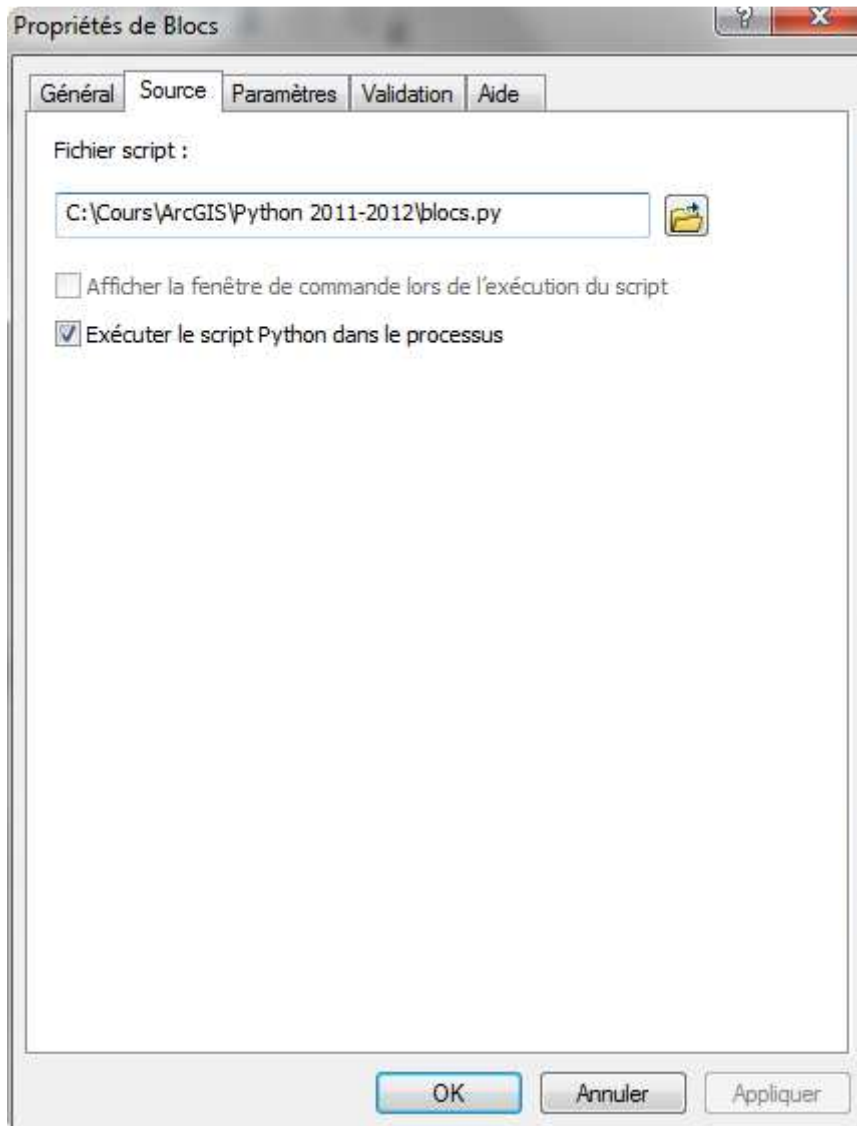 Propriétés de Blocs
Général Source Paramètres Validation Aide
Fichier script :
C:\Cours\ArcGIS\Python 2011-2012\blocs.py
Afficher la fenêtre de commande lors de l'exécution du script
Exécuter le script Python dans le processus
OK Annuler Appliquer